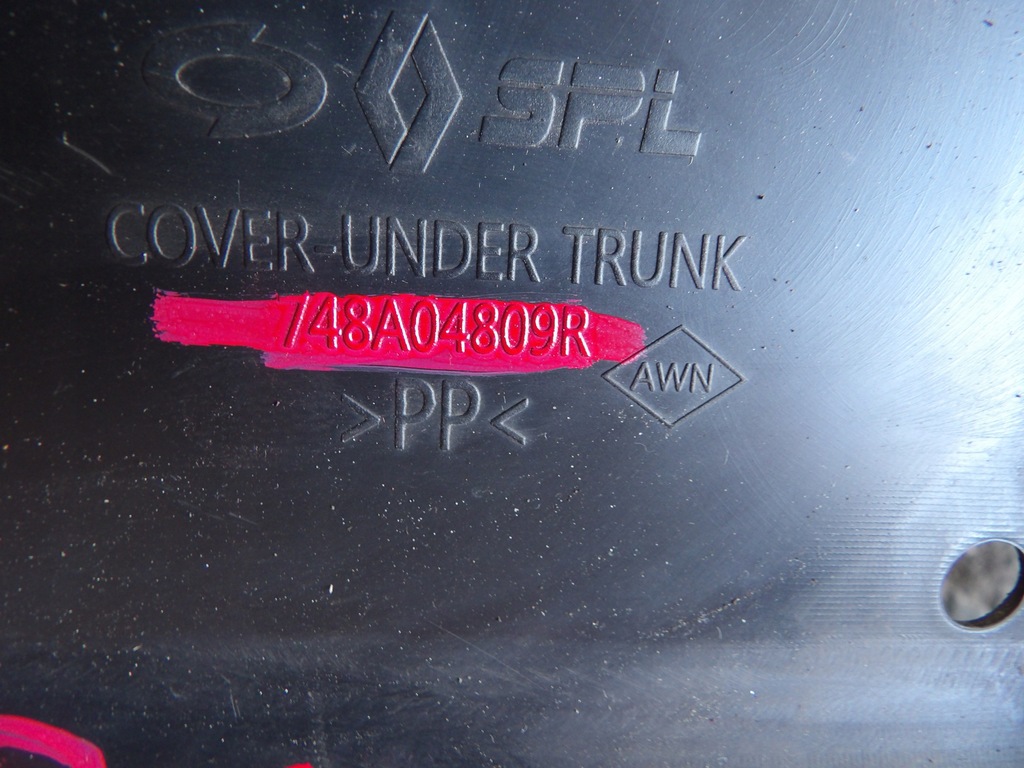 SPL
COVER-UNDER TRUNK
748A04809R
AWN
>PP<